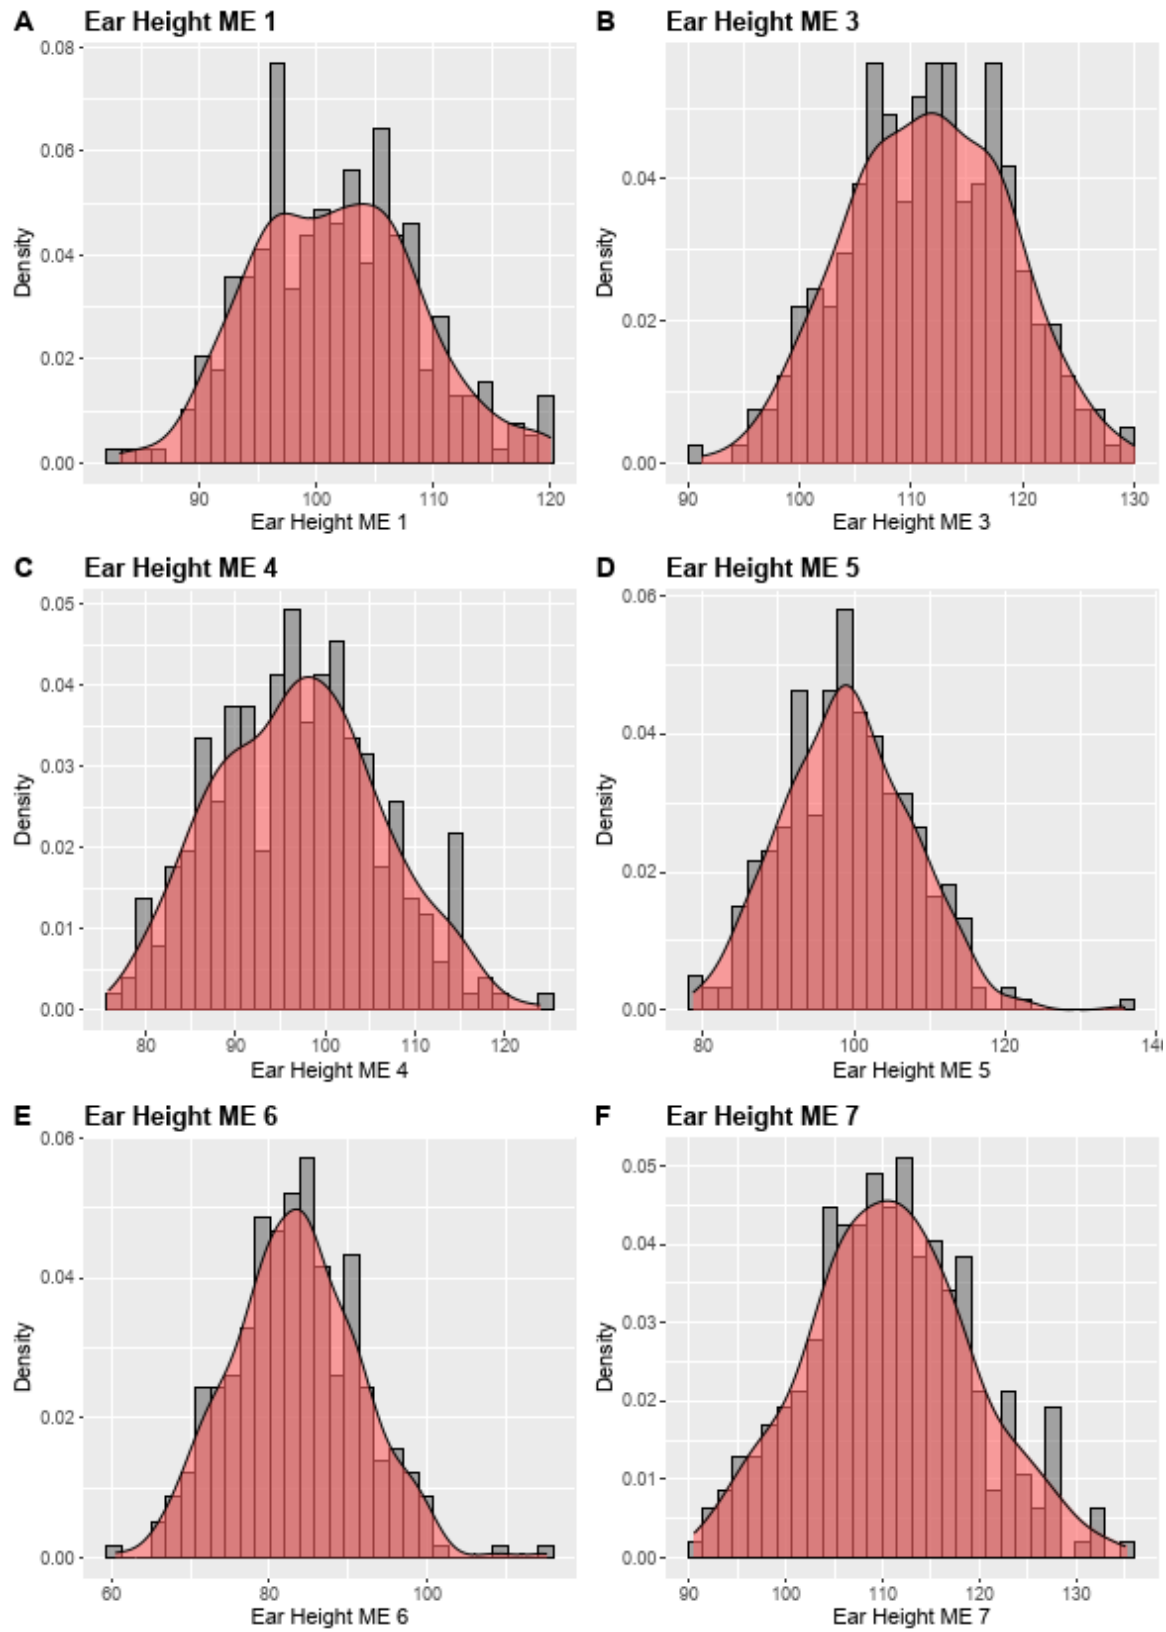 A Ear Height ME 1
0.08
0.06
0.04
0.02
0.00
Density
90 100 110 120
Ear Height ME 1
B Ear Height ME 3
0.04
0.02
0.00
Density
90 100 110 120 130
Ear Height ME 3
C Ear Height ME 4
0.05
0.04
0.03
0.02
0.01
0.00
Density
80 90 100 110 120
Ear Height ME 4
D Ear Height ME 5
0.06
0.04
0.02
0.00
Density
80 100 120
Ear Height ME 5
E Ear Height ME 6
0.06
0.04
0.02
0.00
Density
60 80 100
Ear Height ME 6
F Ear Height ME 7
0.05
0.04
0.03
0.02
0.01
0.00
Density
90 100 110 120 130
Ear Height ME 7